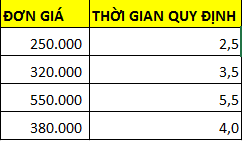 ĐƠN GIÁ THỜI GIAN QUY ĐỊNH
250.000 2,5
320.000 3,5
550.000 5,5
380.000 4,0